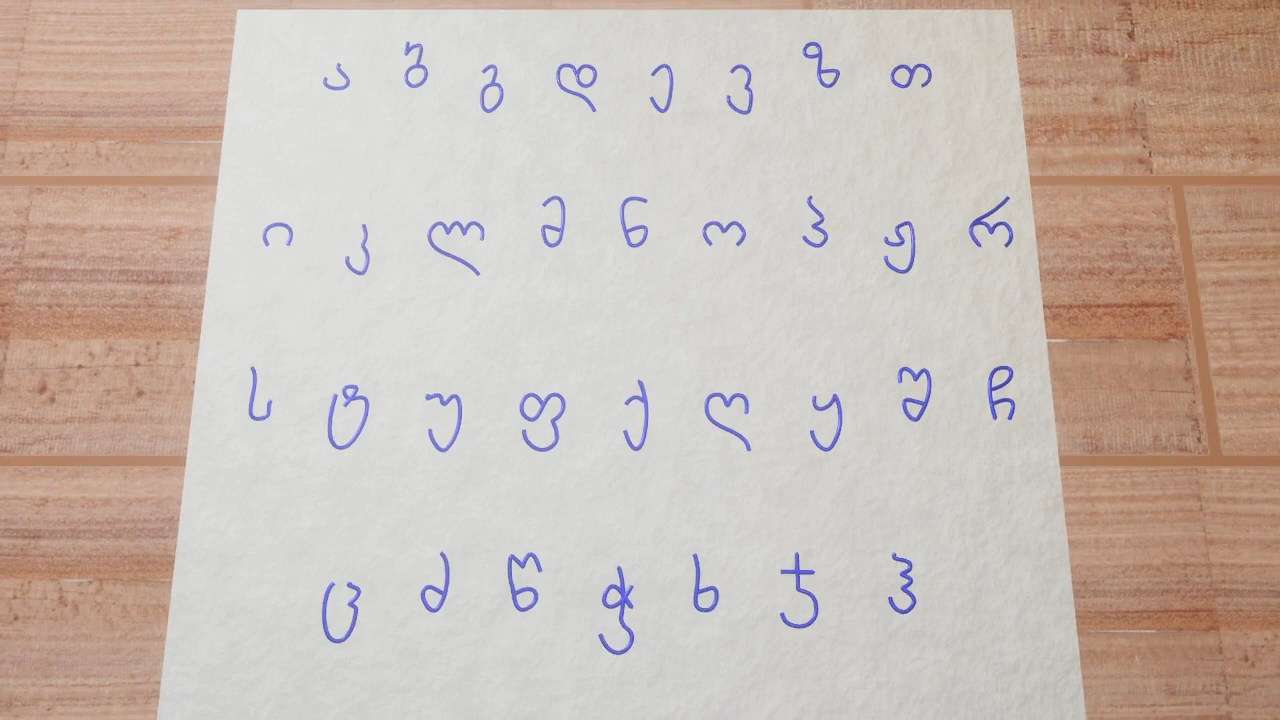 ა ბ გ დ ე ვ ზ თ
ი კ ლ მ ნ ო პ ჟ რ
ს ტ უ ფ ქ ღ ყ შ ჩ
ც ძ წ ჭ ხ ჯ ჰ